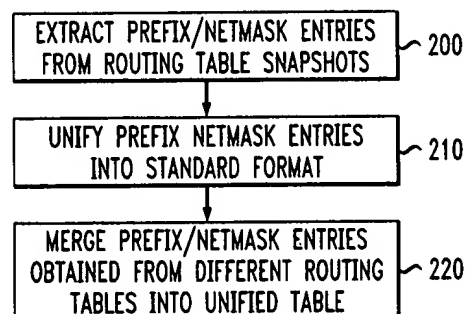 EXTRACT PREFIX/NETMASK ENTRIES
FROM ROUTING TABLE SNAPSHOTS
200
UNIFY PREFIX NETMASK ENTRIES
INTO STANDARD FORMAT
210
MERGE PREFIX/NETMASK ENTRIES
OBTAINED FROM DIFFERENT ROUTING
TABLES INTO UNIFIED TABLE
220